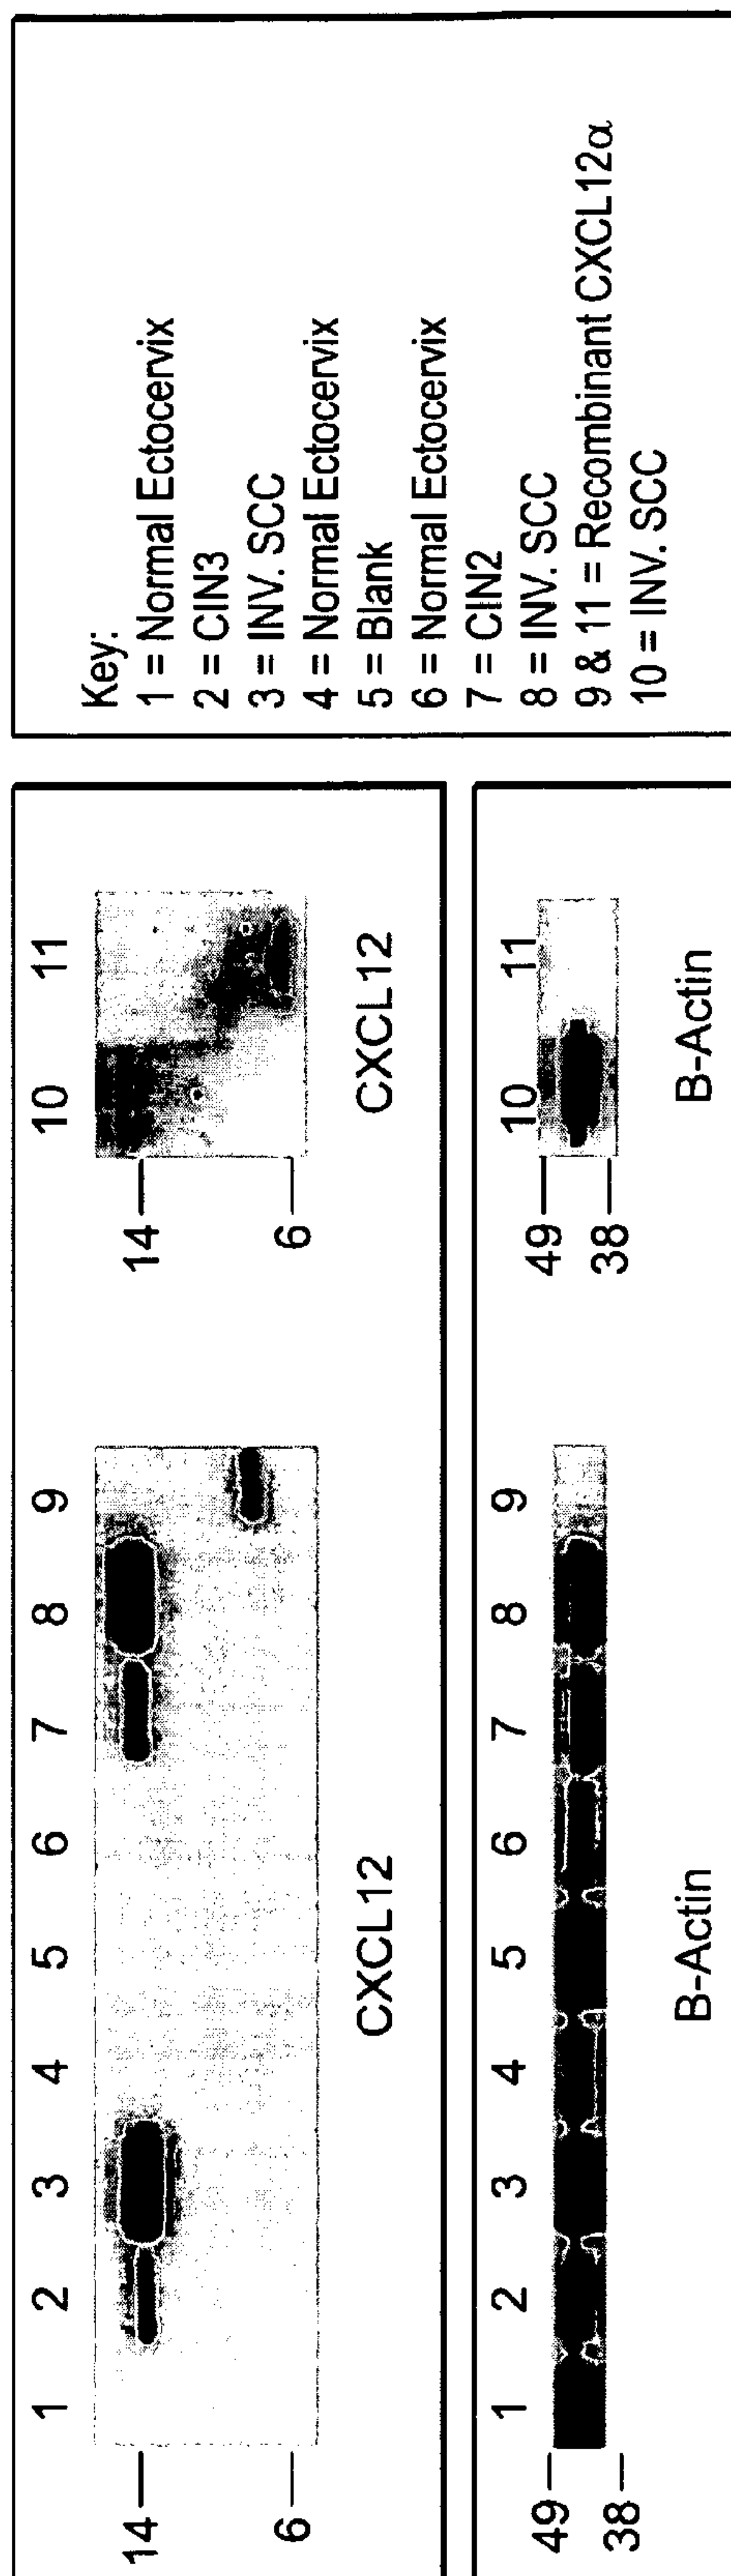 1 2 3 4 5 6 7 8 9
14
6
CXCL12
10 11
14
6
CXCL12
1 2 3 4 5 6 7 8 9
49
38
B-Actin
10 11
49
38
B-Actin
Key:
1 = Normal Ectocervix
2 = CIN3
3 = INV. SCC
4 = Normal Ectocervix
5 = Blank
6 = Normal Ectocervix
7 = CIN2
8 = INV. SCC
9 & 11 = Recombinant CXCL12α
10 = INV. SCC